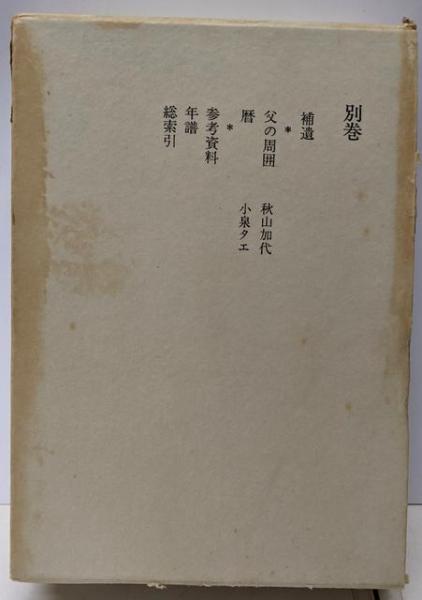 別巻
補遺
*
父の周囲 秋山加代
暦 小泉タエ
*
参考資料
年譜
総索引